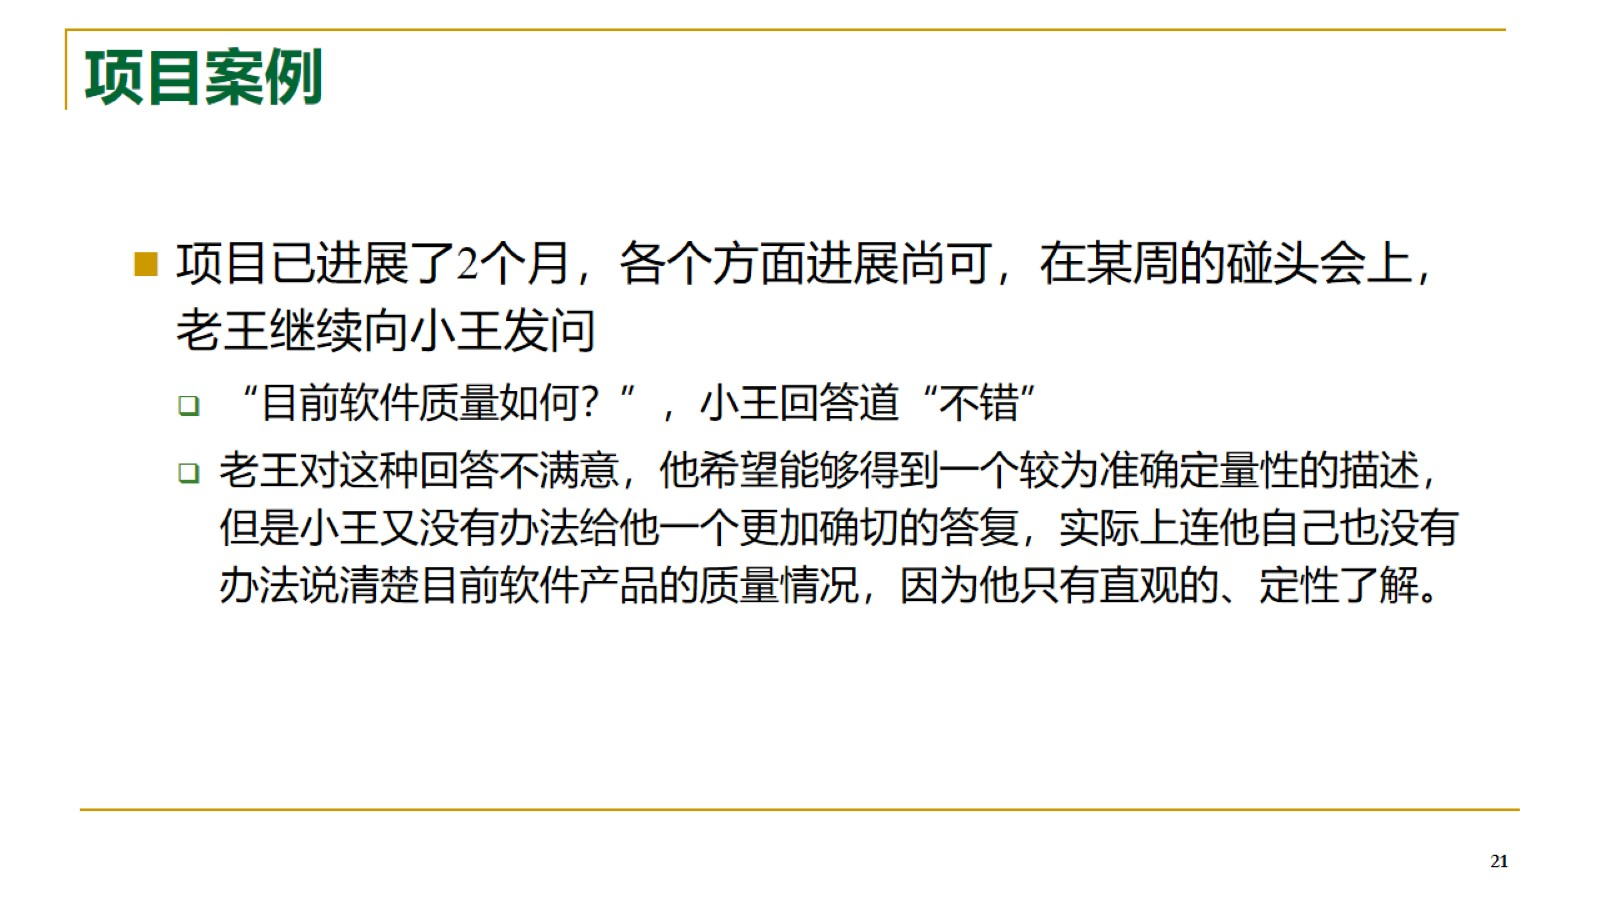 项目案例
项目已进展了2个月，各个方面进展尚可，在某周的碰头会上，
老王继续向小王发问
“目前软件质量如何？”，小王回答道“不错”
老王对这种回答不满意，他希望能够得到一个较为准确定量性的描述，
但是小王又没有办法给他一个更加确切的答复，实际上连他自己也没有
办法说清楚目前软件产品的质量情况，因为他只有直观的、定性了解。
21